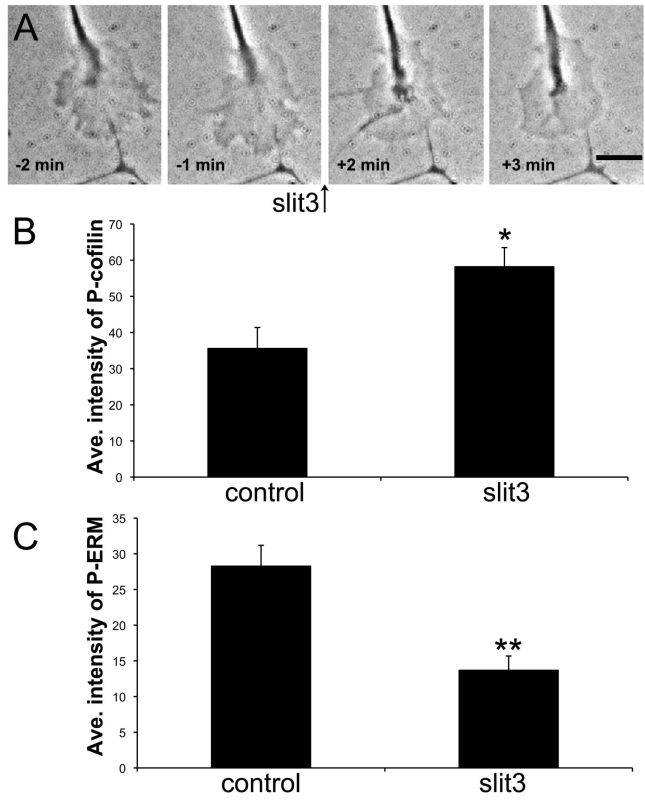 A
-2 min
-1 min
+2 min
+3 min
slit3↑
B
Ave. intensity of P-cofilin
70
60
50
40
30
20
10
0
*
control
slit3
C
Ave. intensity of P-ERM
35
30
25
20
15
10
5
0
**
control
slit3